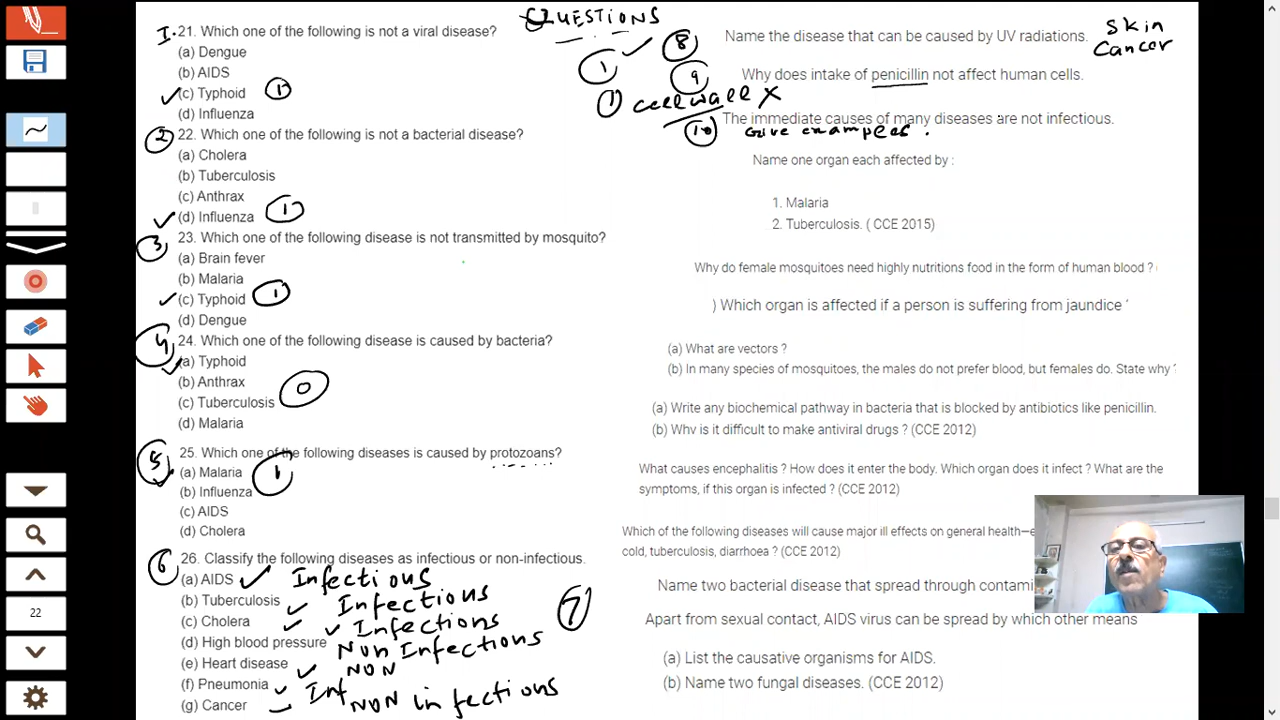 QUESTIONS
I. 21. Which one of the following is not a viral disease?
(a) Dengue
(b) AIDS
(c) Typhoid 1
(d) Influenza
2 22. Which one of the following is not a bacterial disease?
(a) Cholera
(b) Tuberculosis
(c) Anthrax
(d) Influenza 1
3 23. Which one of the following disease is not transmitted by mosquito?
(a) Brain fever
(b) Malaria
(c) Typhoid 1
(d) Dengue
4 24. Which one of the following disease is caused by bacteria?
(a) Typhoid
(b) Anthrax
(c) Tuberculosis 0
(d) Malaria
5 25. Which one of the following diseases is caused by protozoans?
(a) Malaria 1
(b) Influenza
(c) AIDS
(d) Cholera
6 26. Classify the following diseases as infectious or non-infectious.
(a) AIDS Infectious
(b) Tuberculosis Infections
(c) Cholera Infections
(d) High blood pressure Non Infections
(e) Heart disease NON
(f) Pneumonia Inf
(g) Cancer NON infections
7
1 8 Name the disease that can be caused by UV radiations. Skin Cancer
9 Why does intake of penicillin not affect human cells.
1 cell wall X
The immediate causes of many diseases are not infectious.
10 Give examples.
Name one organ each affected by :
1. Malaria
2. Tuberculosis. ( CCE 2015)
Why do female mosquitoes need highly nutritions food in the form of human blood ? (
) Which organ is affected if a person is suffering from jaundice
(a) What are vectors ?
(b) In many species of mosquitoes, the males do not prefer blood, but females do. State why ?
(a) Write any biochemical pathway in bacteria that is blocked by antibiotics like penicillin.
(b) Why is it difficult to make antiviral drugs ? (CCE 2012)
What causes encephalitis ? How does it enter the body. Which organ does it infect ? What are the
symptoms, if this organ is infected ? (CCE 2012)
Which of the following diseases will cause major ill effects on general health—
cold, tuberculosis, diarrhoea ? (CCE 2012)
Name two bacterial disease that spread through
Apart from sexual contact, AIDS virus can be spread by which other means
(a) List the causative organisms for AIDS.
(b) Name two fungal diseases. (CCE 2012)
22